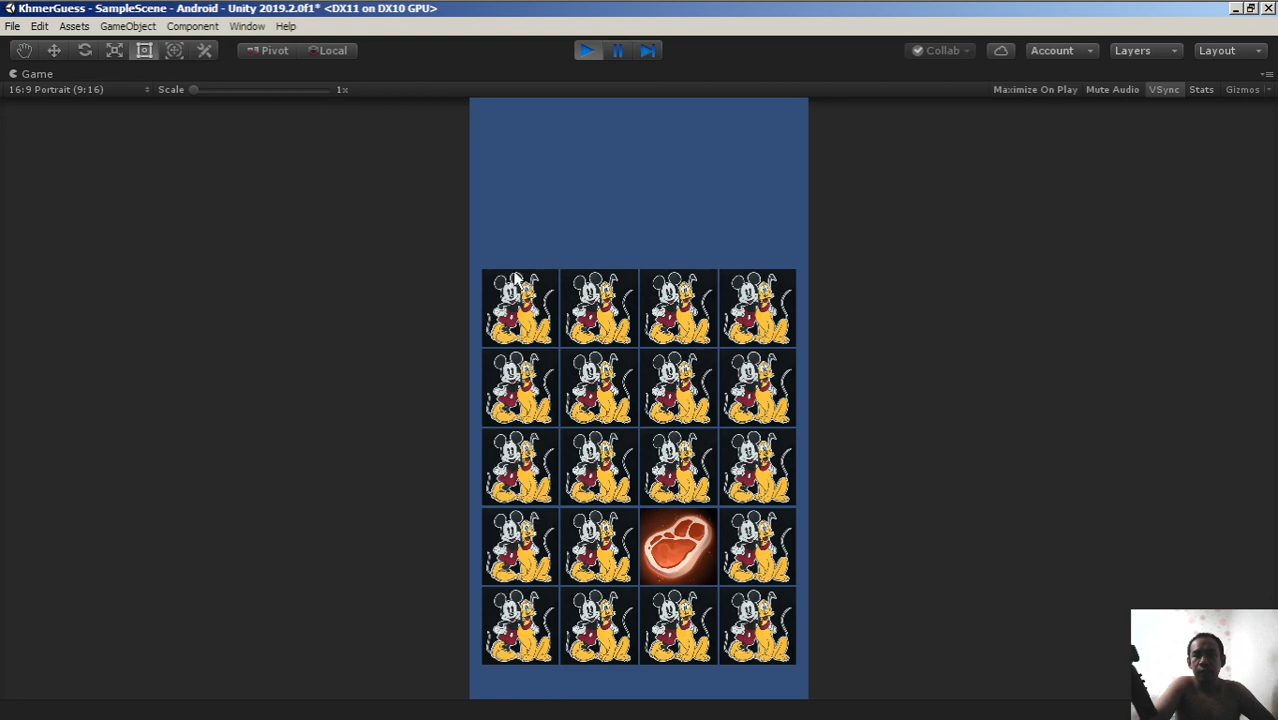 KhmerGuess - SampleScene - Android - Unity 2019.2.0f1* <DX11 on DX10 GPU>
File Edit Assets GameObject Component Window Help
Pivot Local Collab Account Layers Layout
Game
16:9 Portrait (9:16) Scale 1x Maximize On Play Mute Audio VSync Stats Gizmos